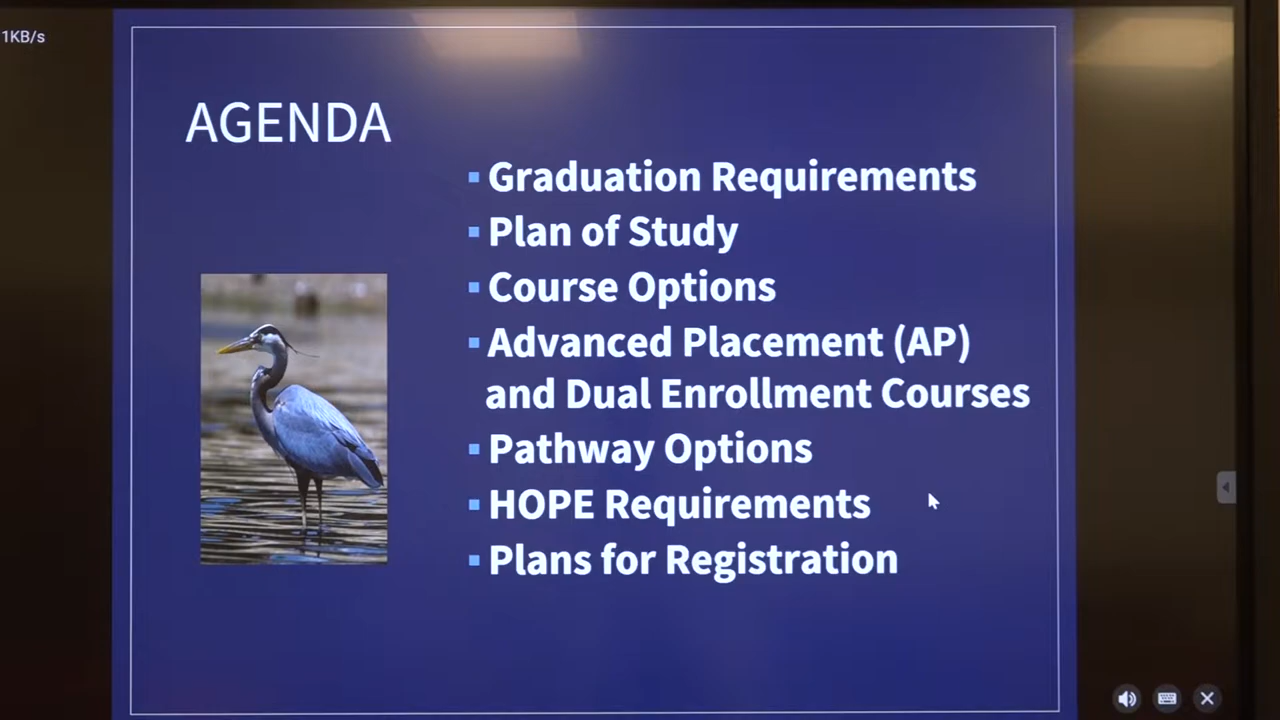 1KB/s
AGENDA
▪ Graduation Requirements
▪ Plan of Study
▪ Course Options
▪ Advanced Placement (AP)
and Dual Enrollment Courses
▪ Pathway Options
▪ HOPE Requirements
▪ Plans for Registration